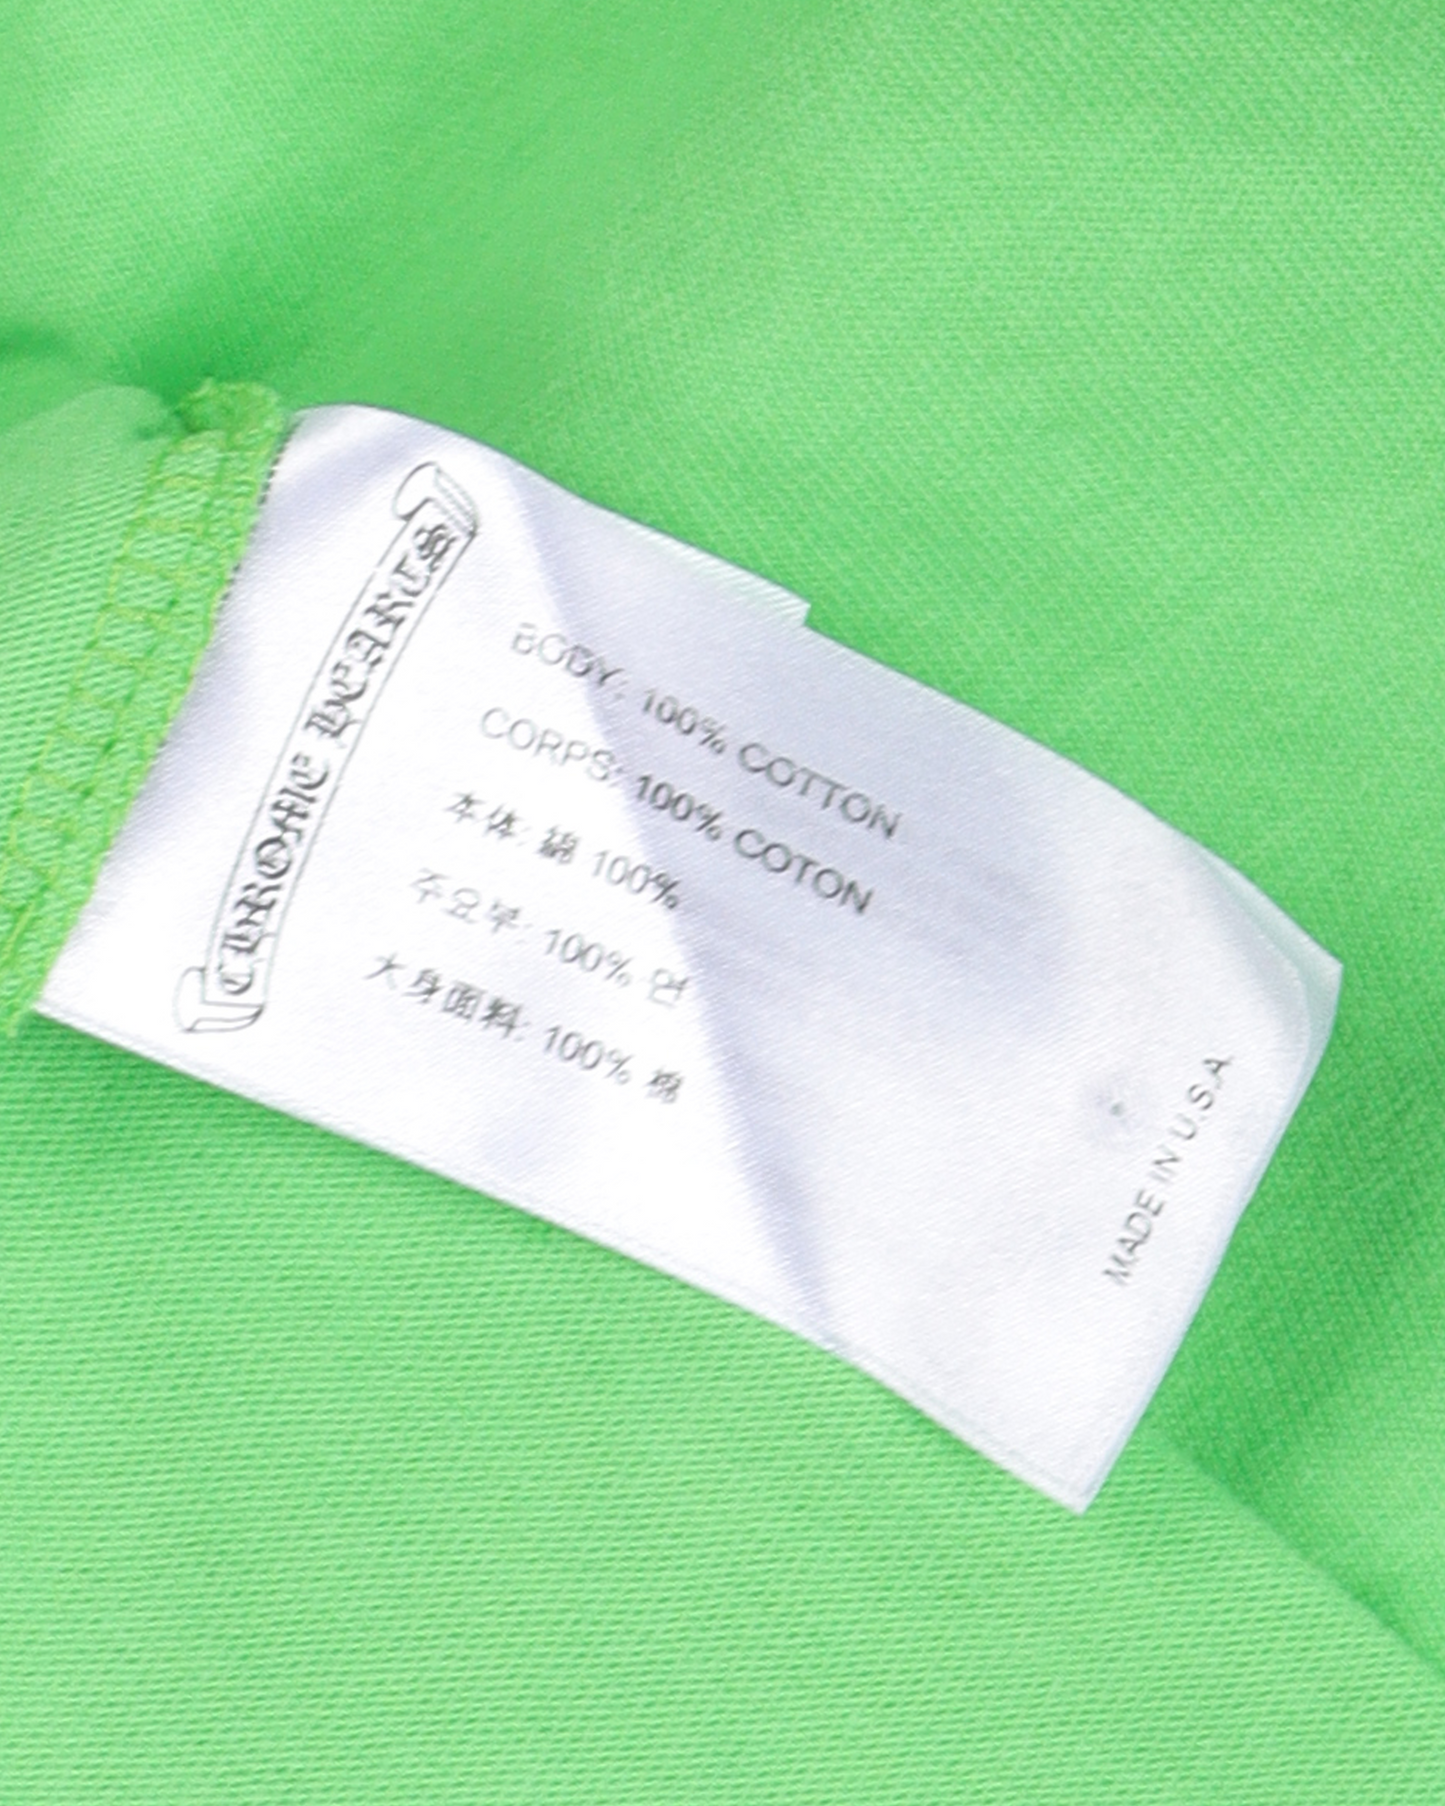 CHROME HEARTS
BODY: 100% COTTON
CORPS: 100% COTON
本体: 綿 100%
주요부: 100% 면
大身面料: 100% 棉
MADE IN U.S.A